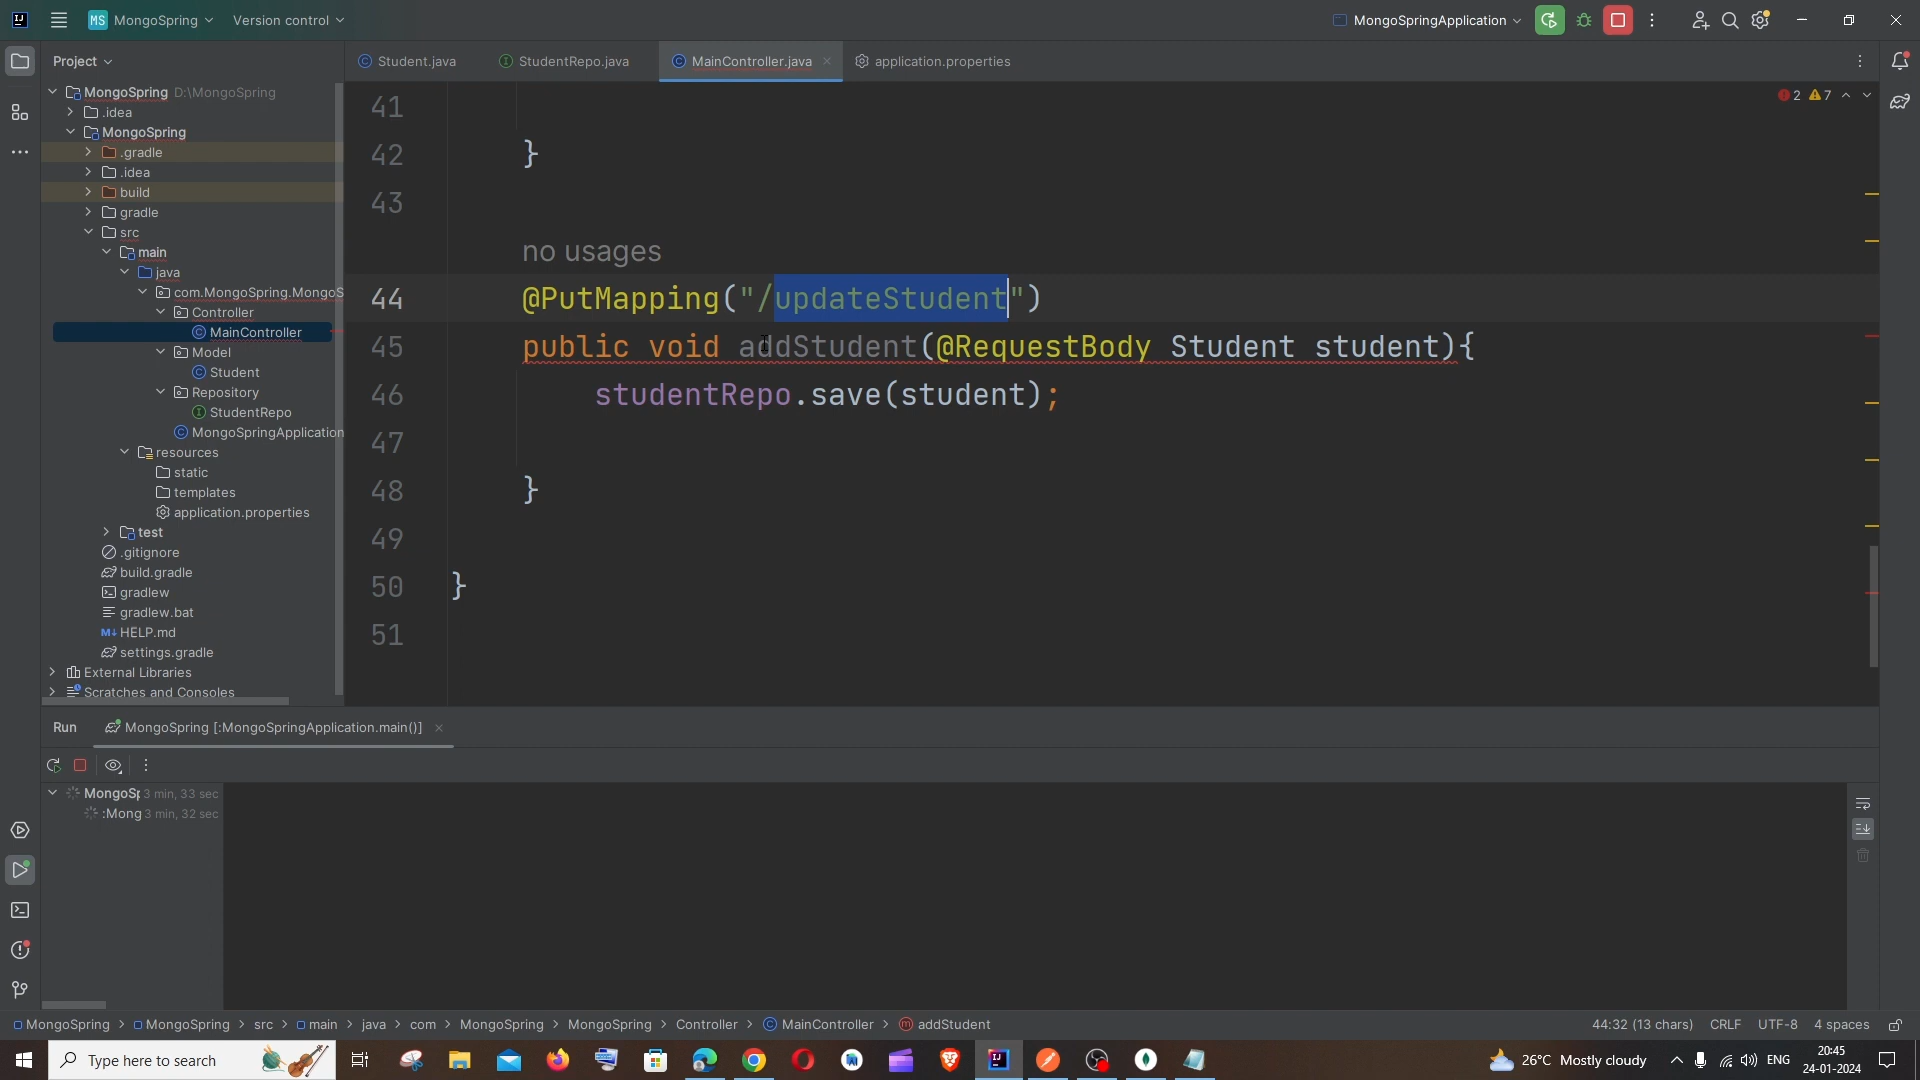 MS MongoSpring Version control MongoSpringApplication
Project Student.java StudentRepo.java MainController.java application.properties
MongoSpring D:\MongoSpring
.idea
MongoSpring
.gradle
.idea
build
gradle
src
main
java
com.MongoSpring.MongoS
Controller
MainController
Model
Student
Repository
StudentRepo
MongoSpringApplication
resources
static
templates
application.properties
test
.gitignore
build.gradle
gradlew
gradlew.bat
M↓ HELP.md
settings.gradle
External Libraries
Scratches and Consoles
2 7
41
42 }
43
no usages
44 @PutMapping("/updateStudent")
45 public void addStudent(@RequestBody Student student){
46 studentRepo.save(student);
47
48 }
49
50 }
51
Run MongoSpring [:MongoSpringApplication.main()]
MongoSp 3 min, 33 sec
:Mong 3 min, 32 sec
MongoSpring > MongoSpring > src > main > java > com > MongoSpring > MongoSpring > Controller > MainController > addStudent 44:32 (13 chars) CRLF UTF-8 4 spaces
Type here to search 26°C Mostly cloudy ENG 20:45
24-01-2024